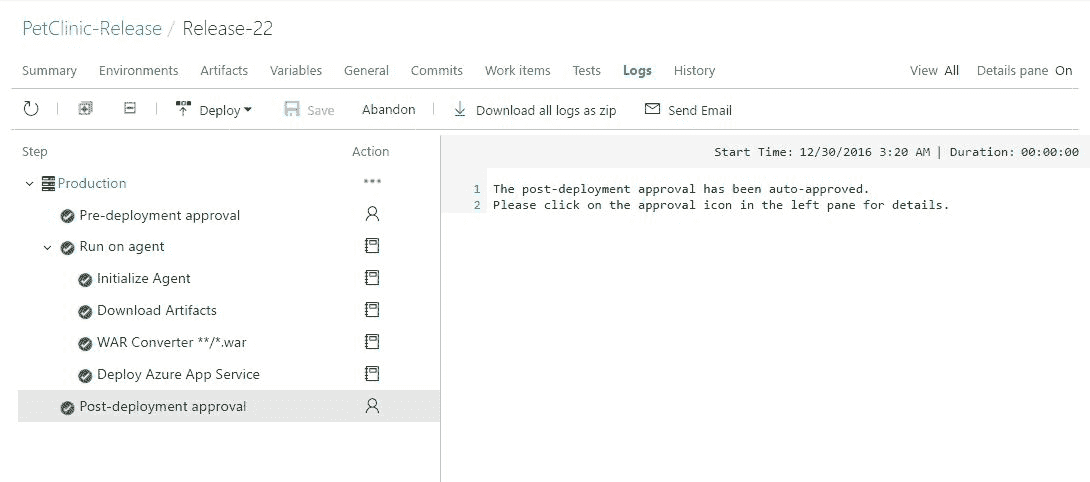 PetClinic-Release / Release-22
Summary Environments Artifacts Variables General Commits Work items Tests Logs History View All Details pane On
Deploy Save Abandon Download all logs as zip Send Email
Step Action
Start Time: 12/30/2016 3:20 AM | Duration: 00:00:00
Production
Pre-deployment approval
Run on agent
Initialize Agent
Download Artifacts
WAR Converter **/*.war
Deploy Azure App Service
Post-deployment approval
1 The post-deployment approval has been auto-approved.
2 Please click on the approval icon in the left pane for details.